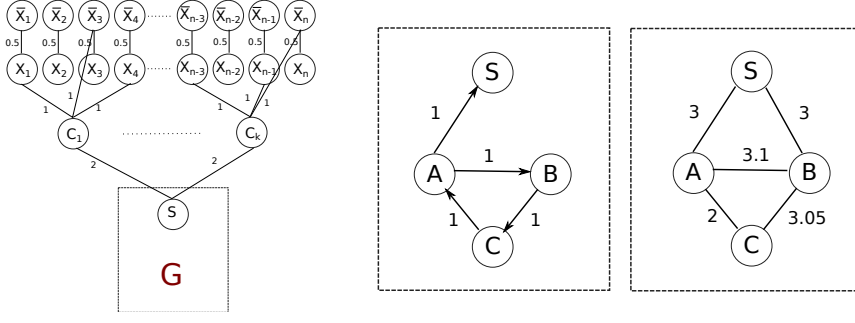 X̅₁ X̅₂ X̅₃ X̅₄ X̅ₙ₋₃ X̅ₙ₋₂ X̅ₙ₋₁ X̅ₙ
0.5 0.5 0.5 0.5 0.5 0.5 0.5 0.5
X₁ X₂ X₃ X₄ Xₙ₋₃ Xₙ₋₂ Xₙ₋₁ Xₙ
1 1 1 1 1 1
C₁ Cₖ
2 2
S
G
S
1
A 1 B
1 1
C
S
3 3
A 3.1 B
2 3.05
C